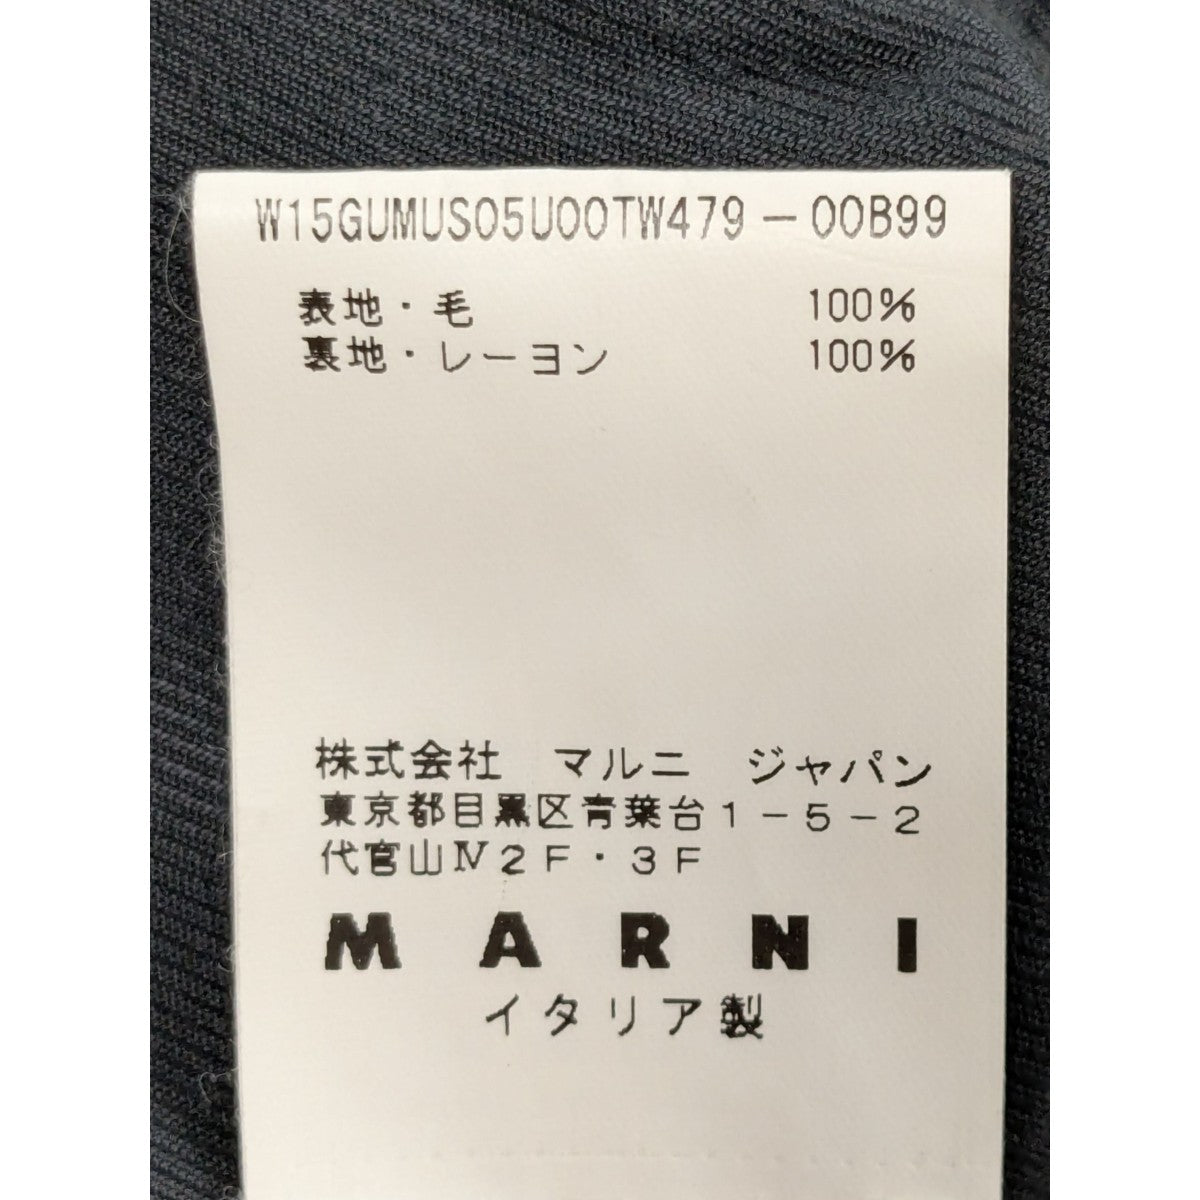 W15GUMUS05U00TW479-00B99
表地・毛 100%
裏地・レーヨン 100%
株式会社 マルニ ジャパン
東京都目黒区青葉台１－５－２
代官山Ⅳ２Ｆ・３Ｆ
MARNI
イタリア製